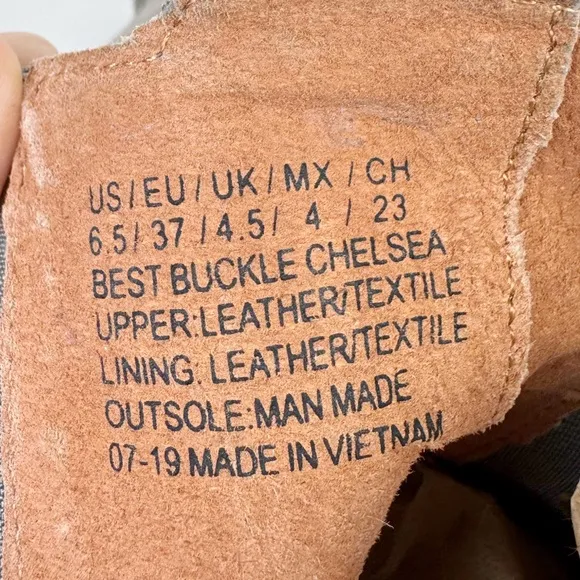 US/EU/UK/MX/CH
6.5/37/4.5/ 4 / 23
BEST BUCKLE CHELSEA
UPPER:LEATHER/TEXTILE
LINING: LEATHER/TEXTILE
OUTSOLE:MAN MADE
07-19 MADE IN VIETNAM